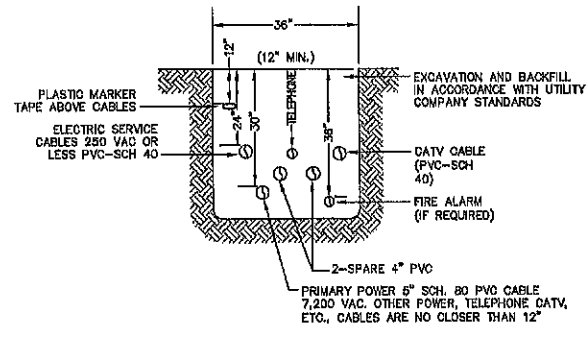 36"
12"
(12" MIN.)
PLASTIC MARKER
TAPE ABOVE CABLES
24"
30"
TELEPHONE
38"
EXCAVATION AND BACKFILL
IN ACCORDANCE WITH UTILITY
COMPANY STANDARDS
ELECTRIC SERVICE
CABLES 250 VAC OR
LESS PVC-SCH 40
CATV CABLE
(PVC-SCH
40)
FIRE ALARM
(IF REQUIRED)
2-SPARE 4" PVC
PRIMARY POWER 5" SCH. 80 PVC CABLE
7,200 VAC. OTHER POWER, TELEPHONE CATV,
ETC., CABLES ARE NO CLOSER THAN 12"